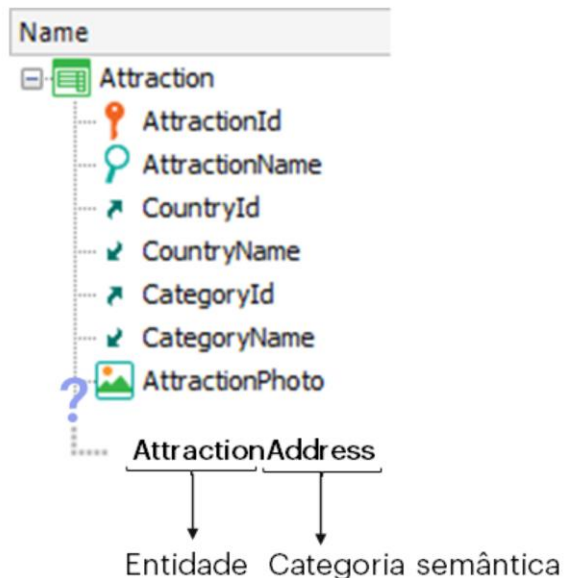 Name
Attraction
AttractionId
AttractionName
CountryId
CountryName
CategoryId
CategoryName
AttractionPhoto
?
AttractionAddress
Entidade Categoria semântica